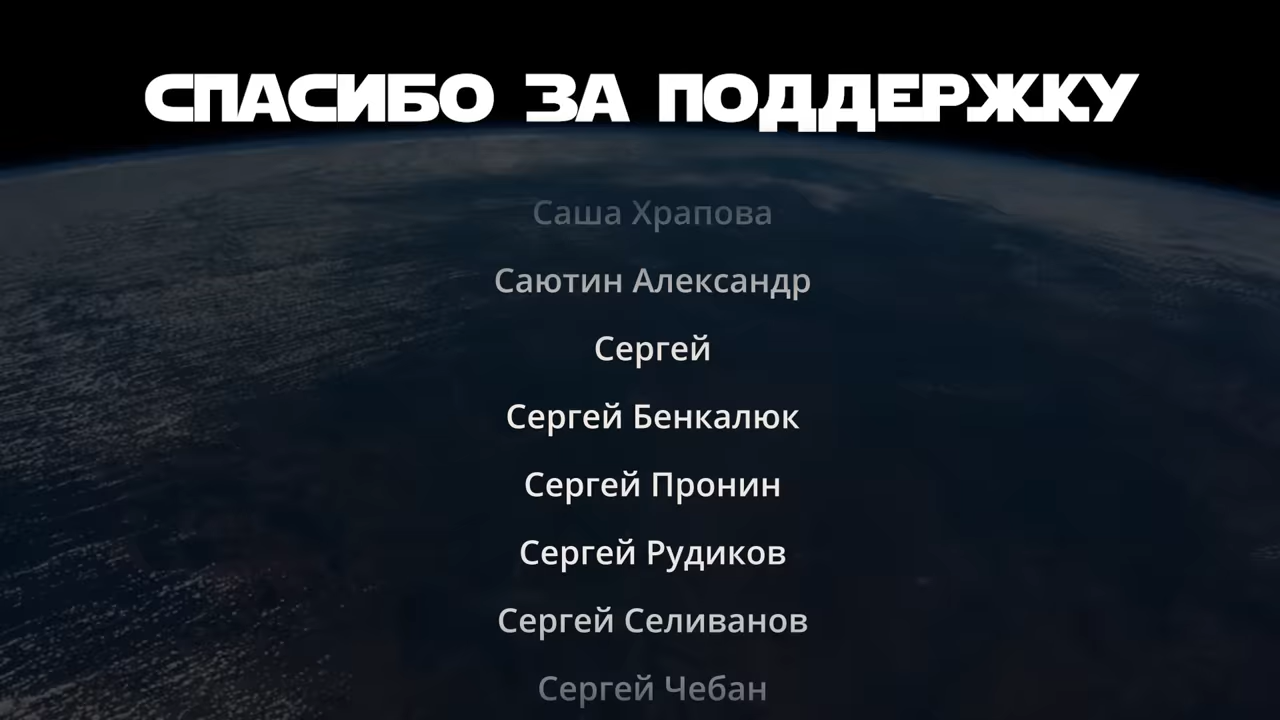 СПАСИБО ЗА ПОДДЕРЖКУ
Саша Храпова
Саютин Александр
Сергей
Сергей Бенкалюк
Сергей Пронин
Сергей Рудиков
Сергей Селиванов
Сергей Чебан